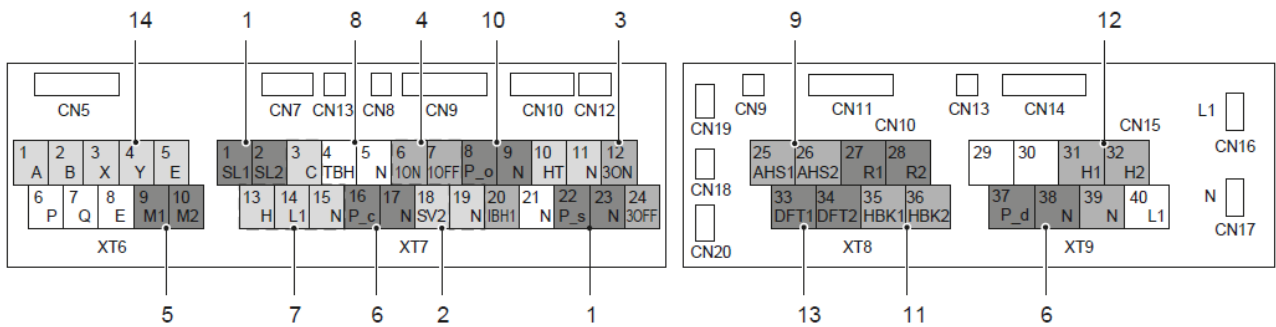 14 1 8 4 10 3 9 12
CN5 CN7 CN13 CN8 CN9 CN10 CN12
CN19 CN9 CN11 CN13 CN14 L1 CN16
CN10 CN15
1 2 3 4 5 1 2 3 4 5 6 7 8 9 10 11 12 25 26 27 28 29 30 31 32
A B X Y E SL1 SL2 C TBH N 1ON 1OFF P_o N HT N 3ON AHS1 AHS2 R1 R2 H1 H2
CN18
6 7 8 9 10 13 14 15 16 17 18 19 20 21 22 23 24 33 34 35 36 37 38 39 40
P Q E M1 M2 H L1 N P_c N SV2 N IBH1 N P_s N 3OFF DFT1 DFT2 HBK1 HBK2 P_d N N L1
N CN17
CN20
XT6 XT7 XT8 XT9
5 7 6 2 1 13 11 6